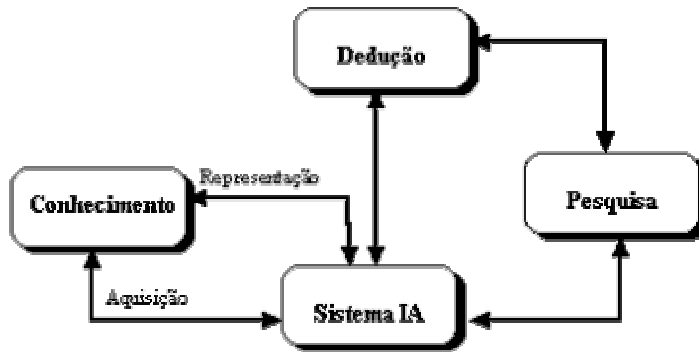 Dedução
Representação
Conhecimento
Pesquisa
Aquisição
Sistema IA